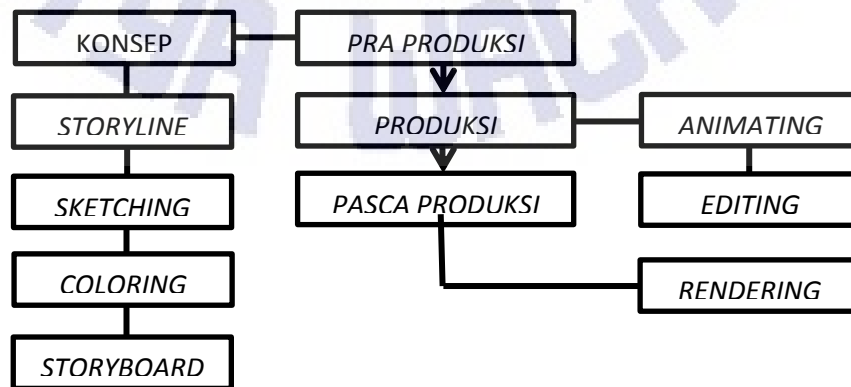 KONSEP
PRA PRODUKSI
STORYLINE
PRODUKSI
ANIMATING
SKETCHING
PASCA PRODUKSI
EDITING
COLORING
RENDERING
STORYBOARD